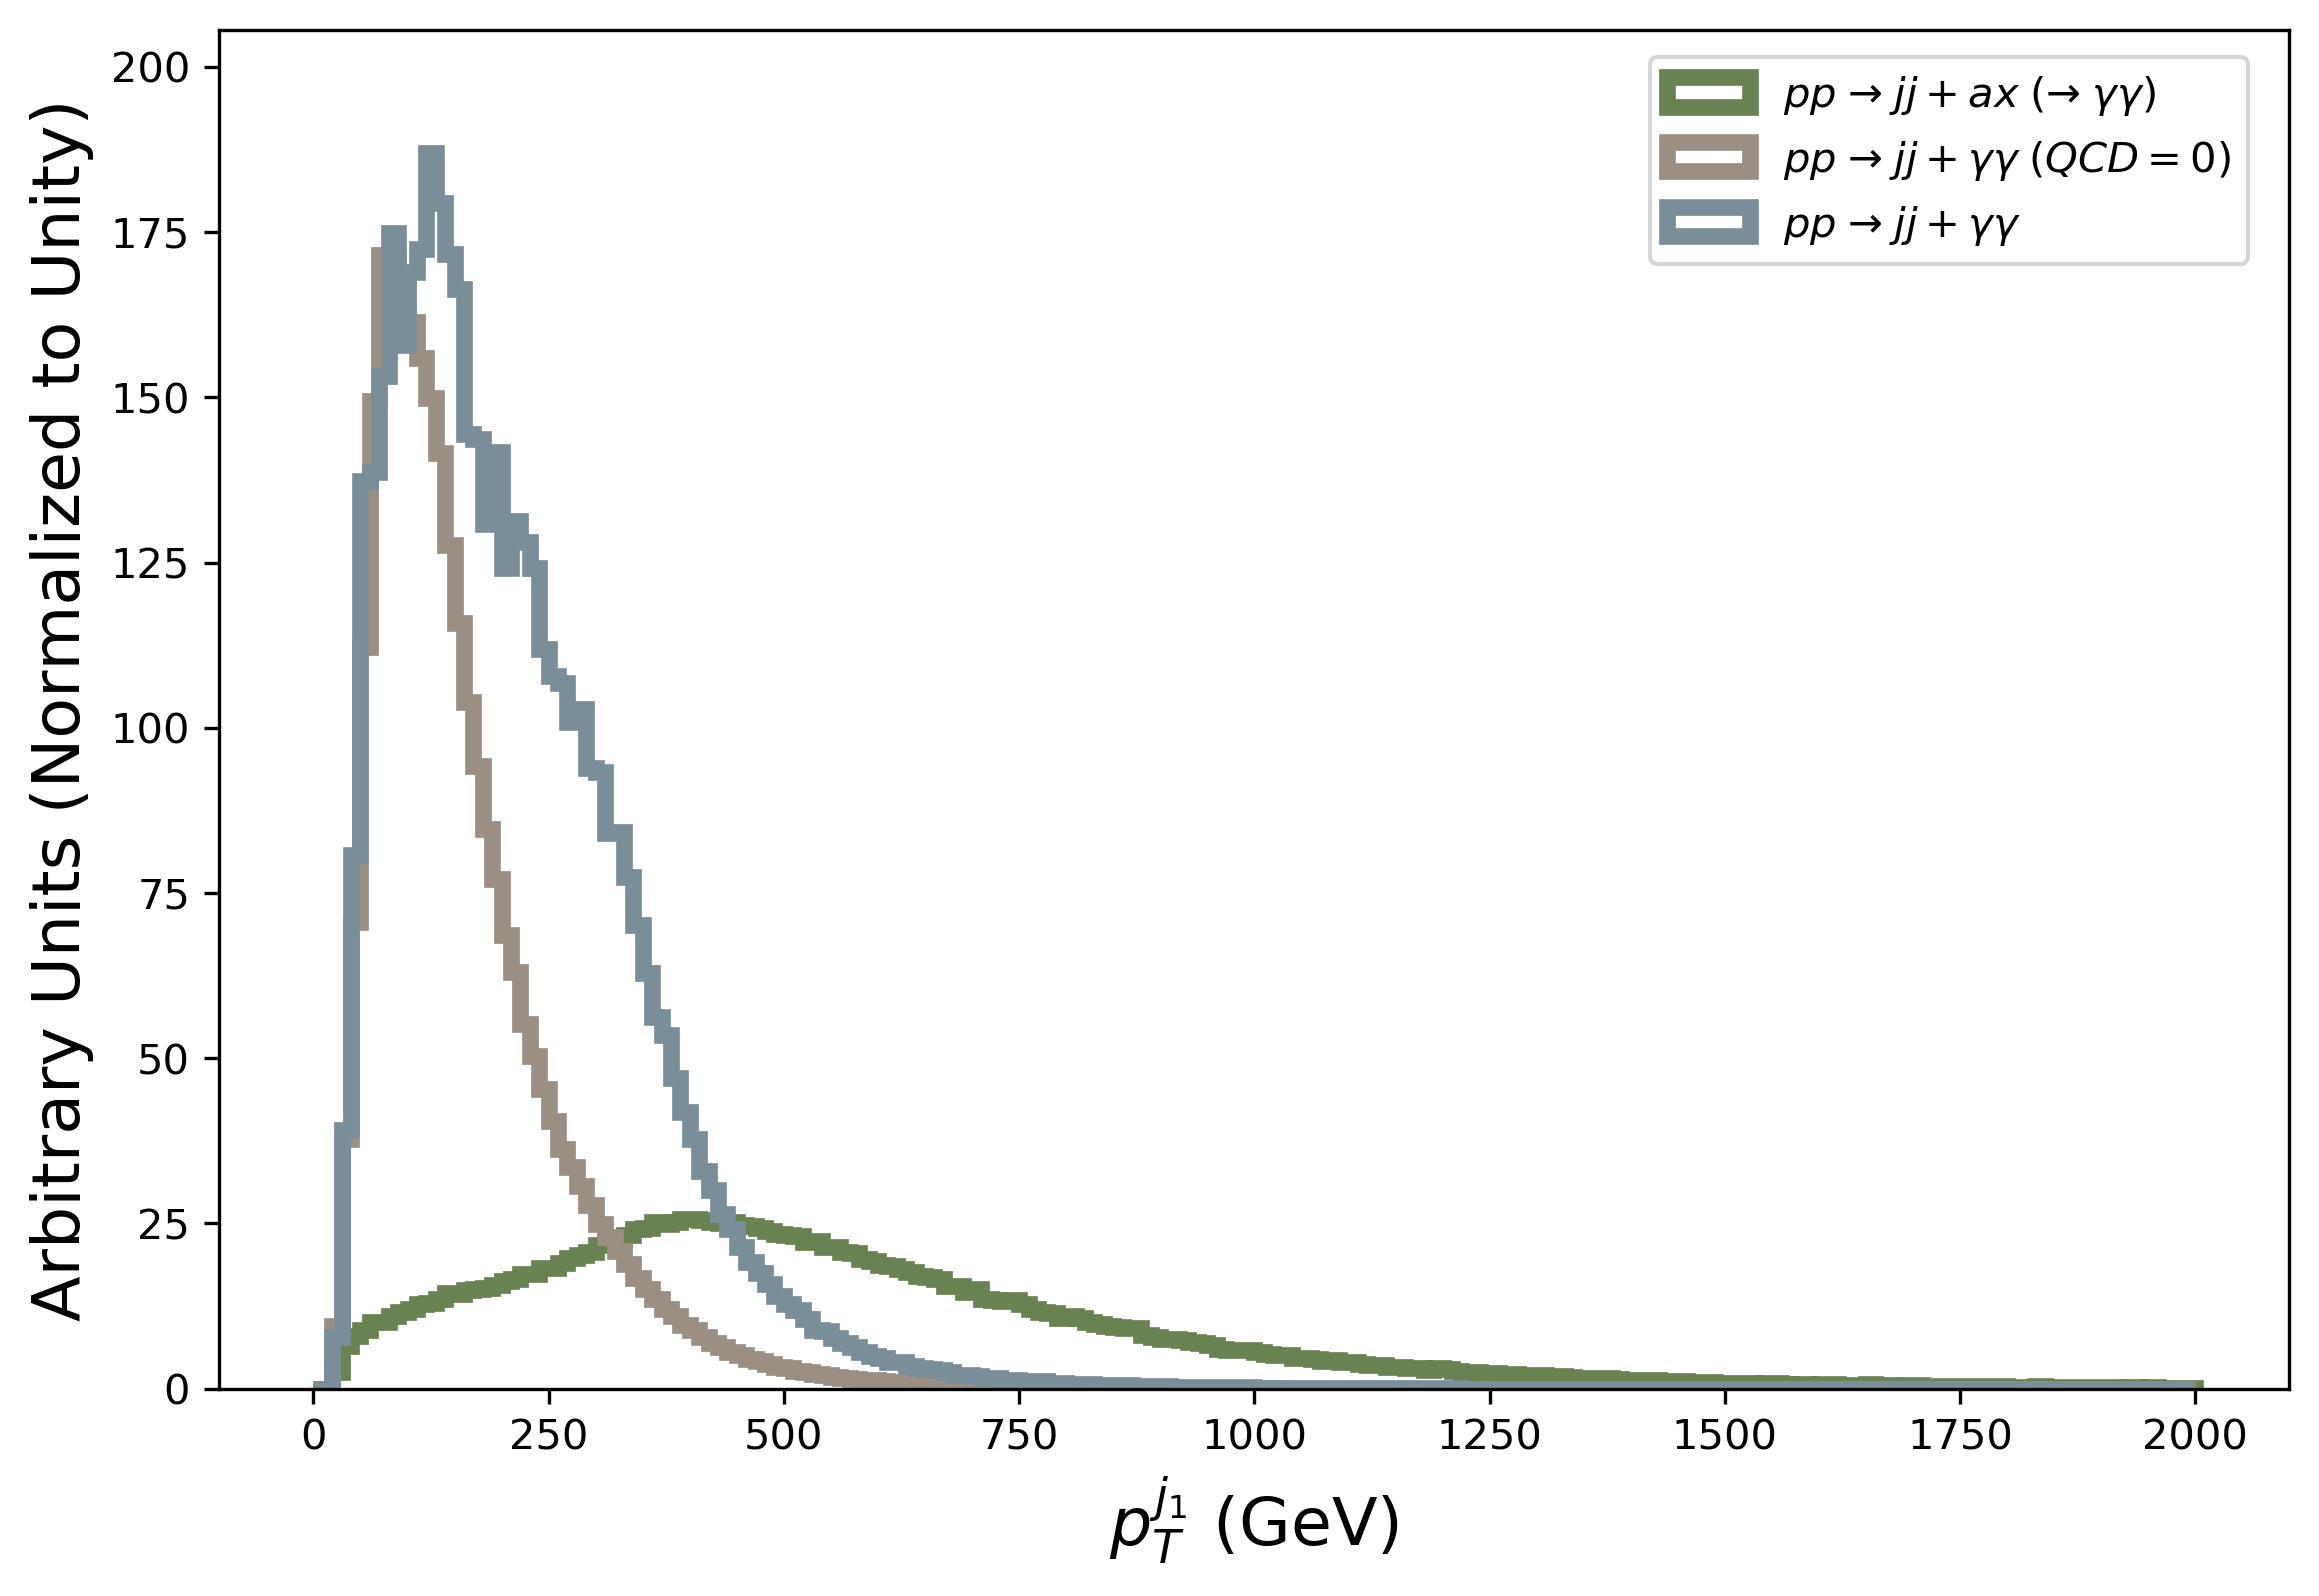 Arbitrary Units (Normalized to Unity)
200
175
150
125
100
75
50
25
0
pp → jj + ax (→ γγ)
pp → jj + γγ (QCD = 0)
pp → jj + γγ
0 250 500 750 1000 1250 1500 1750 2000
p_T^{j_1} (GeV)